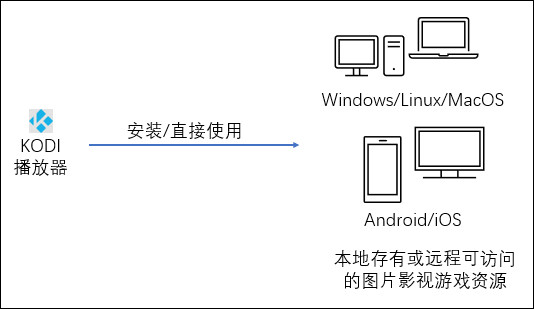 Windows/Linux/MacOS
KODI
播放器
安装/直接使用
Android/iOS
本地存有或远程可访问
的图片影视游戏资源